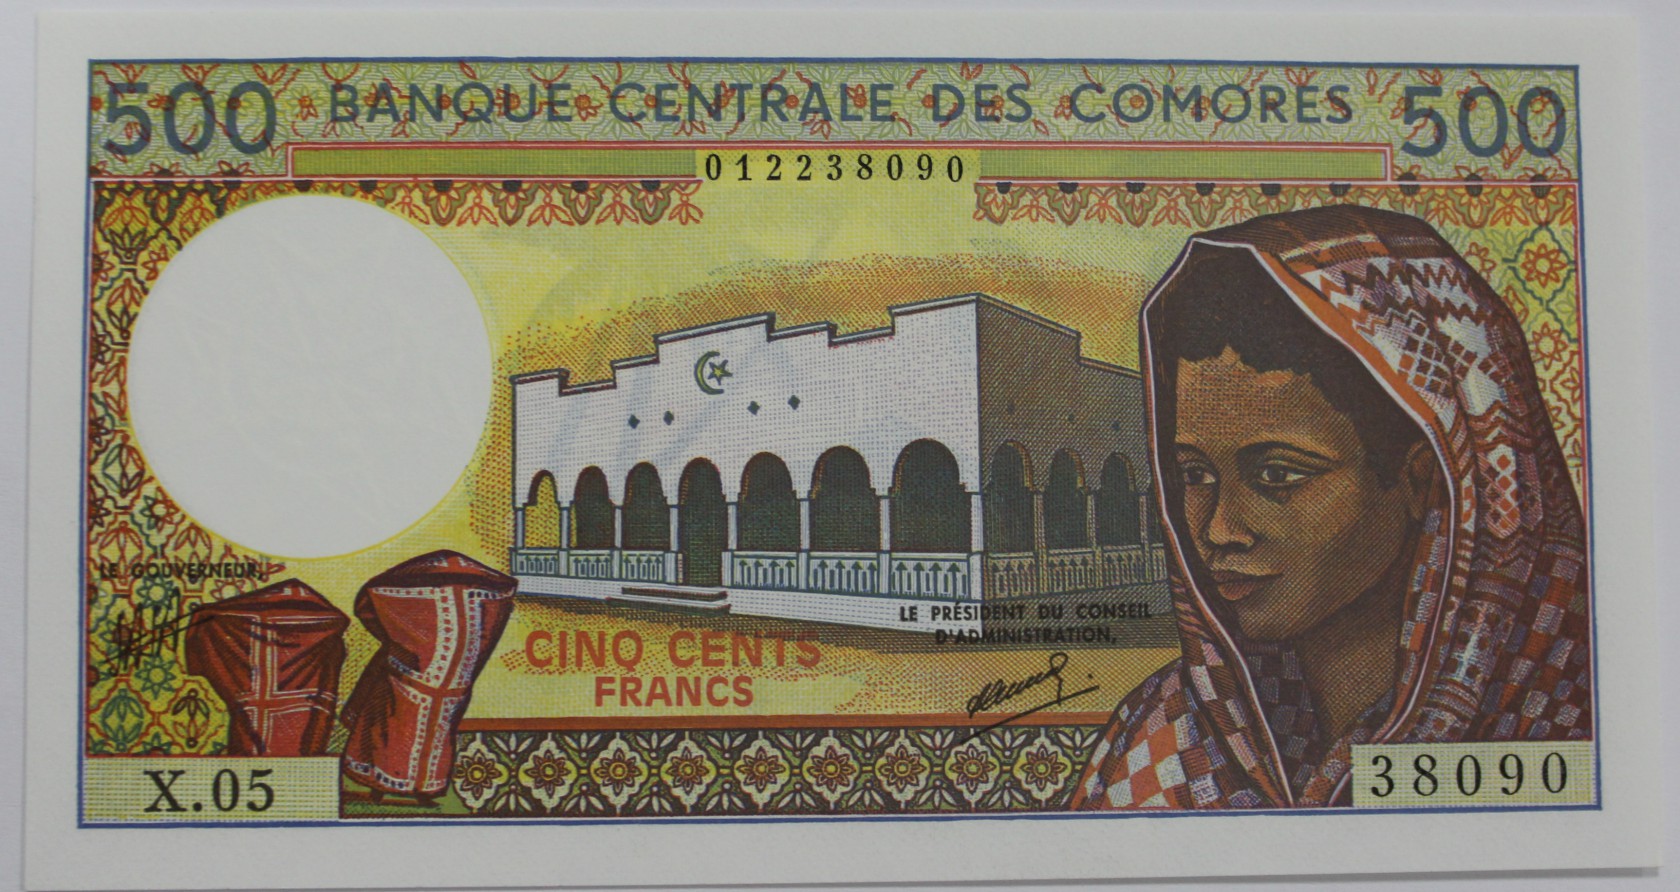 500 BANQUE CENTRALE DES COMORES 500
012238090
LE GOUVERNEUR,
LE PRÉSIDENT DU CONSEIL
D'ADMINISTRATION,
CINQ CENTS
FRANCS
X.05
38090